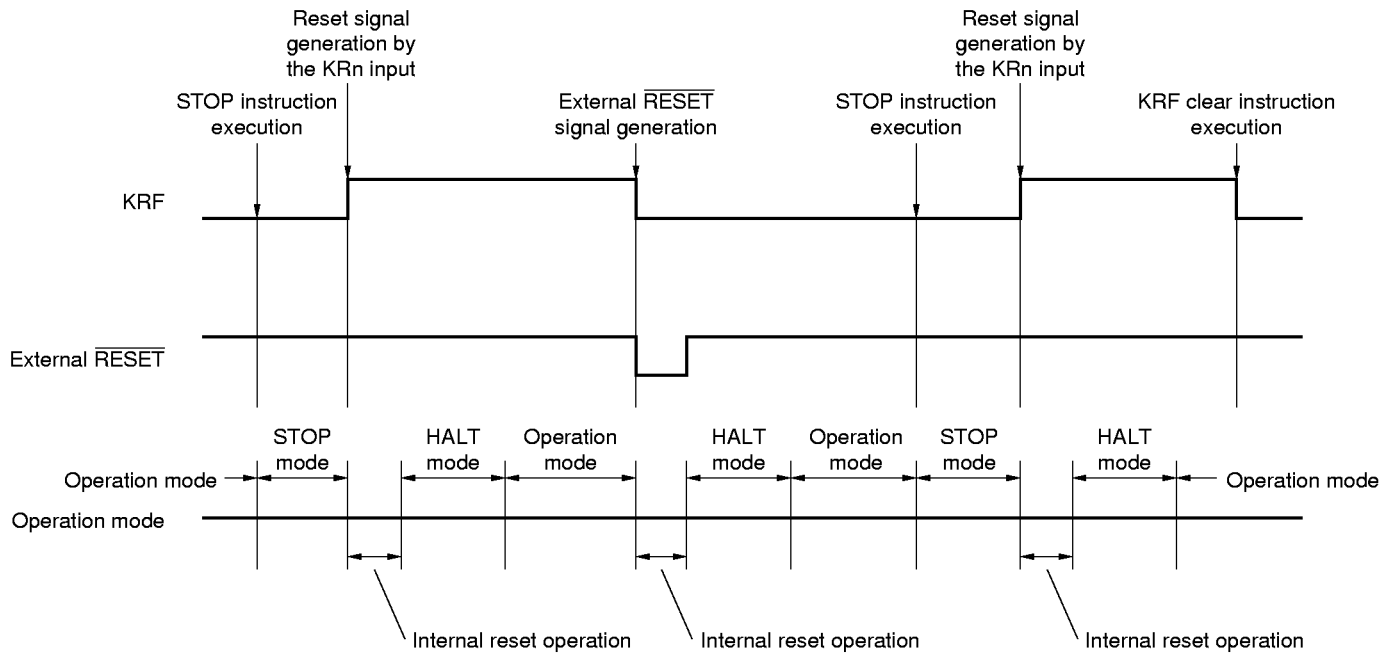 Reset signal
generation by
the KRn input
Reset signal
generation by
the KRn input
STOP instruction
execution
External RESET
signal generation
STOP instruction
execution
KRF clear instruction
execution
KRF
External RESET
STOP
mode
HALT
mode
Operation
mode
HALT
mode
Operation
mode
STOP
mode
HALT
mode
Operation mode
Operation mode
Operation mode
Internal reset operation
Internal reset operation
Internal reset operation